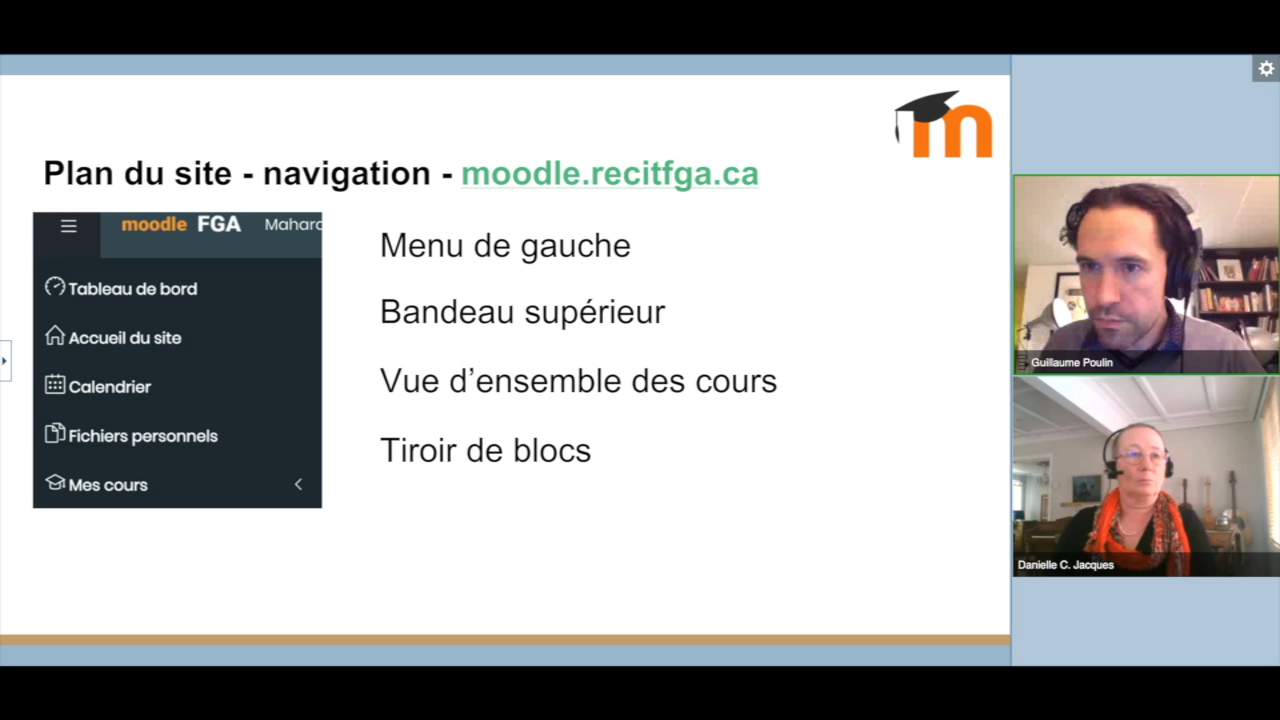 m
Plan du site - navigation - moodle.recitfga.ca
moodle FGA Mahara
Tableau de bord
Accueil du site
Calendrier
Fichiers personnels
Mes cours
Menu de gauche
Bandeau supérieur
Vue d'ensemble des cours
Tiroir de blocs
Guillaume Poulin
Danielle C. Jacques